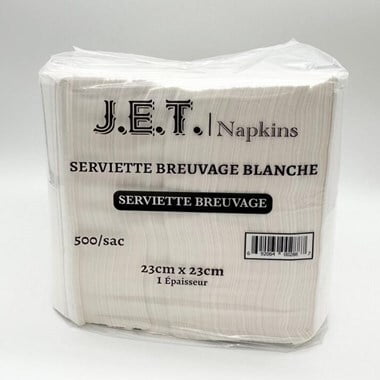 J.E.T. | Napkins
SERVIETTE BREUVAGE BLANCHE
SERVIETTE BREUVAGE
500/sac
23cm x 23cm
1 Épaisseur